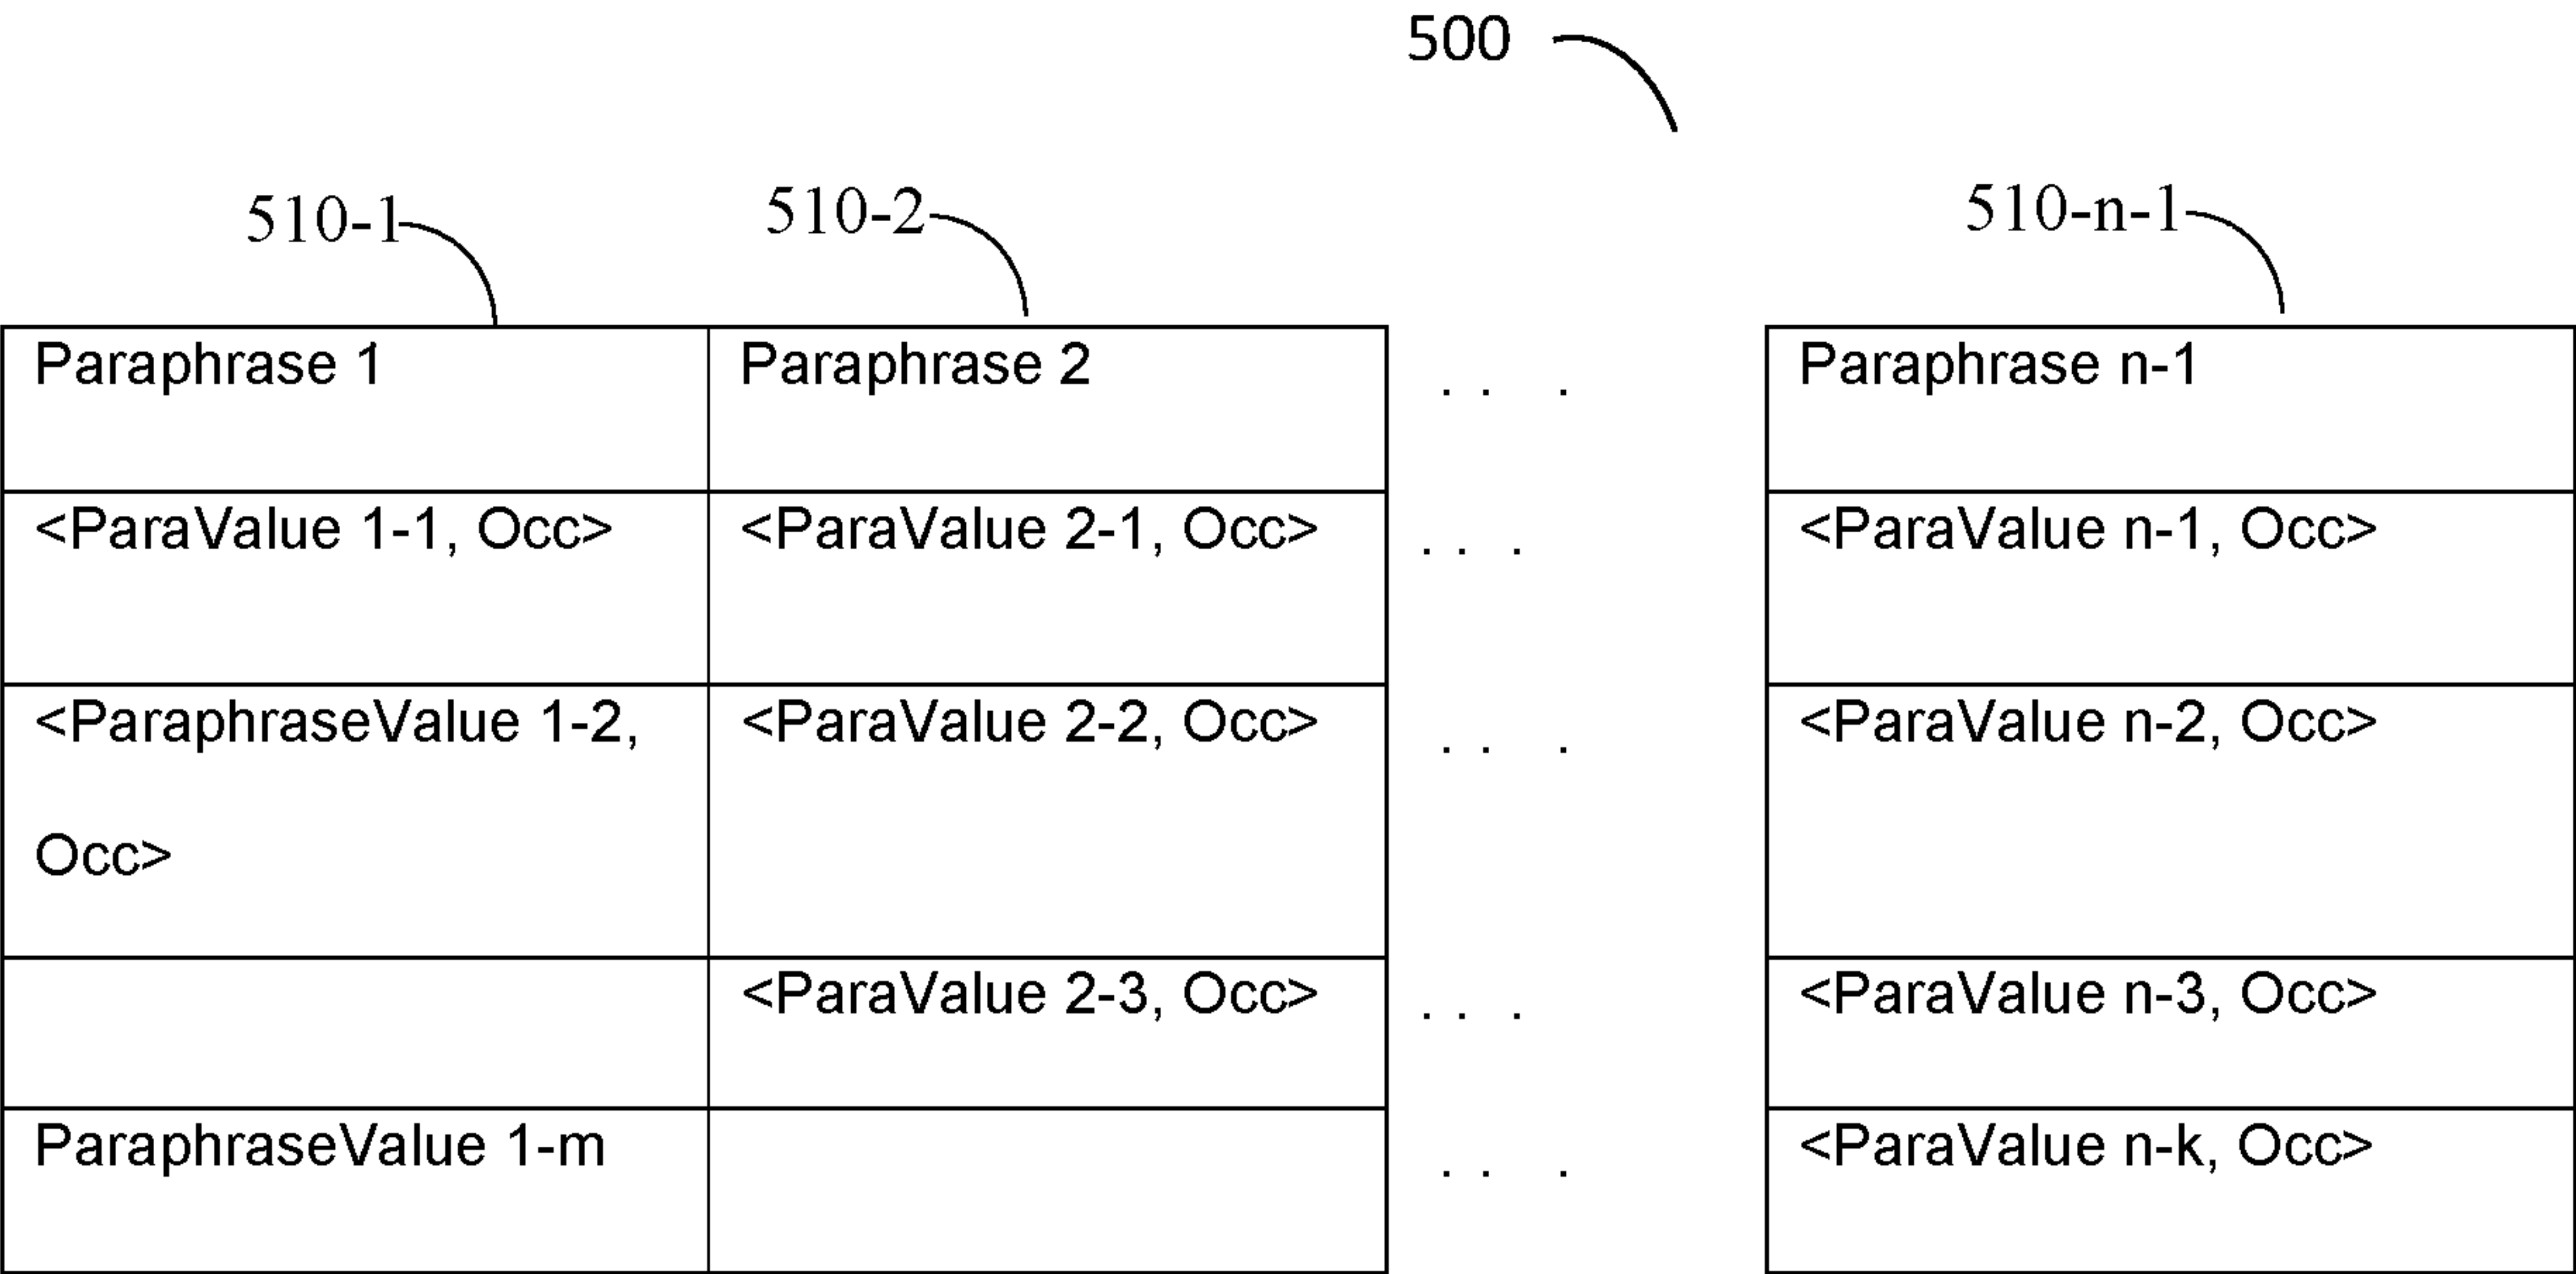 500
510-1 510-2 510-n-1
Paraphrase 1 Paraphrase 2 . . . Paraphrase n-1
<ParaValue 1-1, Occ> <ParaValue 2-1, Occ> . . . <ParaValue n-1, Occ>
<ParaphraseValue 1-2, <ParaValue 2-2, Occ> . . . <ParaValue n-2, Occ>
Occ>
<ParaValue 2-3, Occ> . . . <ParaValue n-3, Occ>
ParaphraseValue 1-m . . . <ParaValue n-k, Occ>